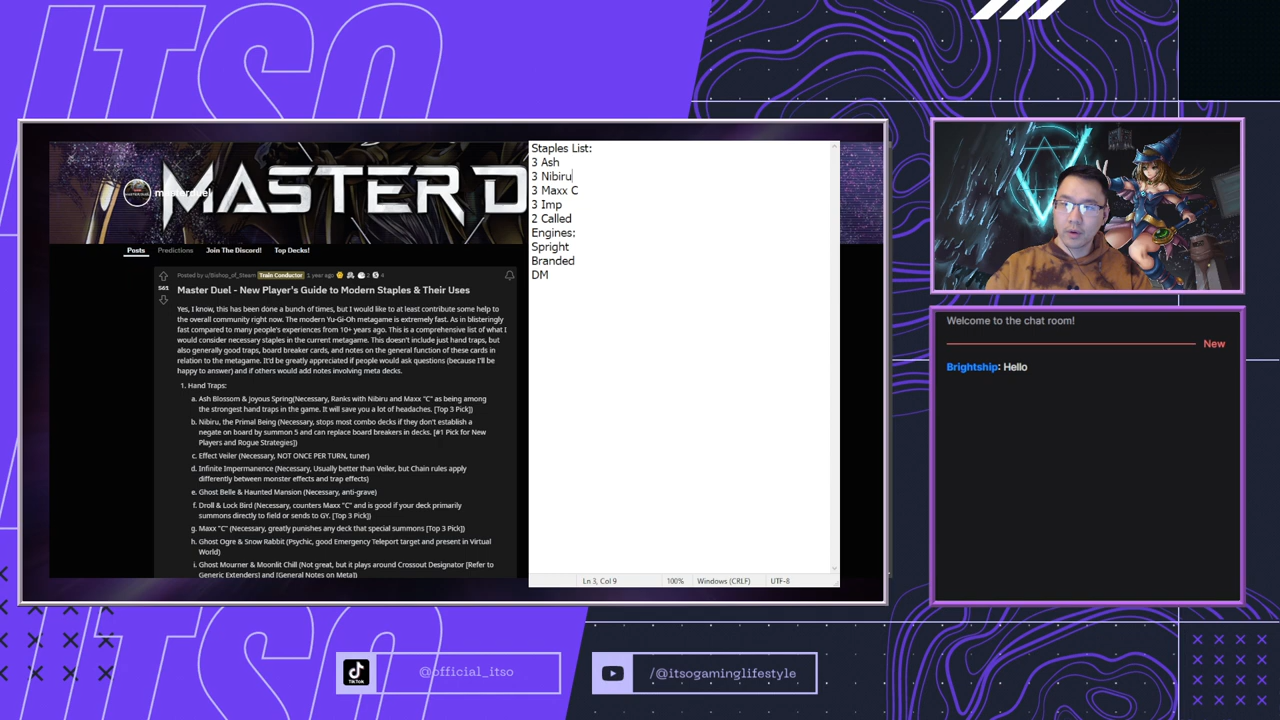 ITSO
masterduel
MASTER D
Posts Predictions Join The Discord! Top Decks!
Posted by u/Bishop_of_Steam Train Conductor 1 year ago 2 4
561
Master Duel - New Player's Guide to Modern Staples & Their Uses
Yes, I know, this has been done a bunch of times, but I would like to at least contribute some help to
the overall community right now. The modern Yu-Gi-Oh metagame is extremely fast. As in blisteringly
fast compared to many people's experiences from 10+ years ago. This is a comprehensive list of what I
would consider necessary staples in the current metagame. This doesn't include just hand traps, but
also generally good traps, board breaker cards, and notes on the general function of these cards in
relation to the metagame. It'd be greatly appreciated if people would ask questions (because I'll be
happy to answer) and if others would add notes involving meta decks.
1. Hand Traps:
a. Ash Blossom & Joyous Spring(Necessary, Ranks with Nibiru and Maxx "C" as being among
the strongest hand traps in the game. It will save you a lot of headaches. [Top 3 Pick])
b. Nibiru, the Primal Being (Necessary, stops most combo decks if they don't establish a
negate on board by summon 5 and can replace board breakers in decks. [#1 Pick for New
Players and Rogue Strategies])
c. Effect Veiler (Necessary, NOT ONCE PER TURN, tuner)
d. Infinite Impermanence (Necessary, Usually better than Veiler, but Chain rules apply
differently between monster effects and trap effects)
e. Ghost Belle & Haunted Mansion (Necessary, anti-grave)
f. Droll & Lock Bird (Necessary, counters Maxx "C" and is good if your deck primarily
summons directly to field or sends to GY. [Top 3 Pick])
g. Maxx "C" (Necessary, greatly punishes any deck that special summons [Top 3 Pick])
h. Ghost Ogre & Snow Rabbit (Psychic, good Emergency Teleport target and present in Virtual
World)
i. Ghost Mourner & Moonlit Chill (Not great, but it plays around Crossout Designator [Refer to
Generic Extenders] and [General Notes on Meta])
Staples List:
3 Ash
3 Nibiru
3 Maxx C
3 Imp
2 Called
Engines:
Spright
Branded
DM
Ln 3, Col 9 100% Windows (CRLF) UTF-8
Welcome to the chat room!
New
Brightship: Hello
ITSO
TikTok
@official_itso
/@itsogaminglifestyle